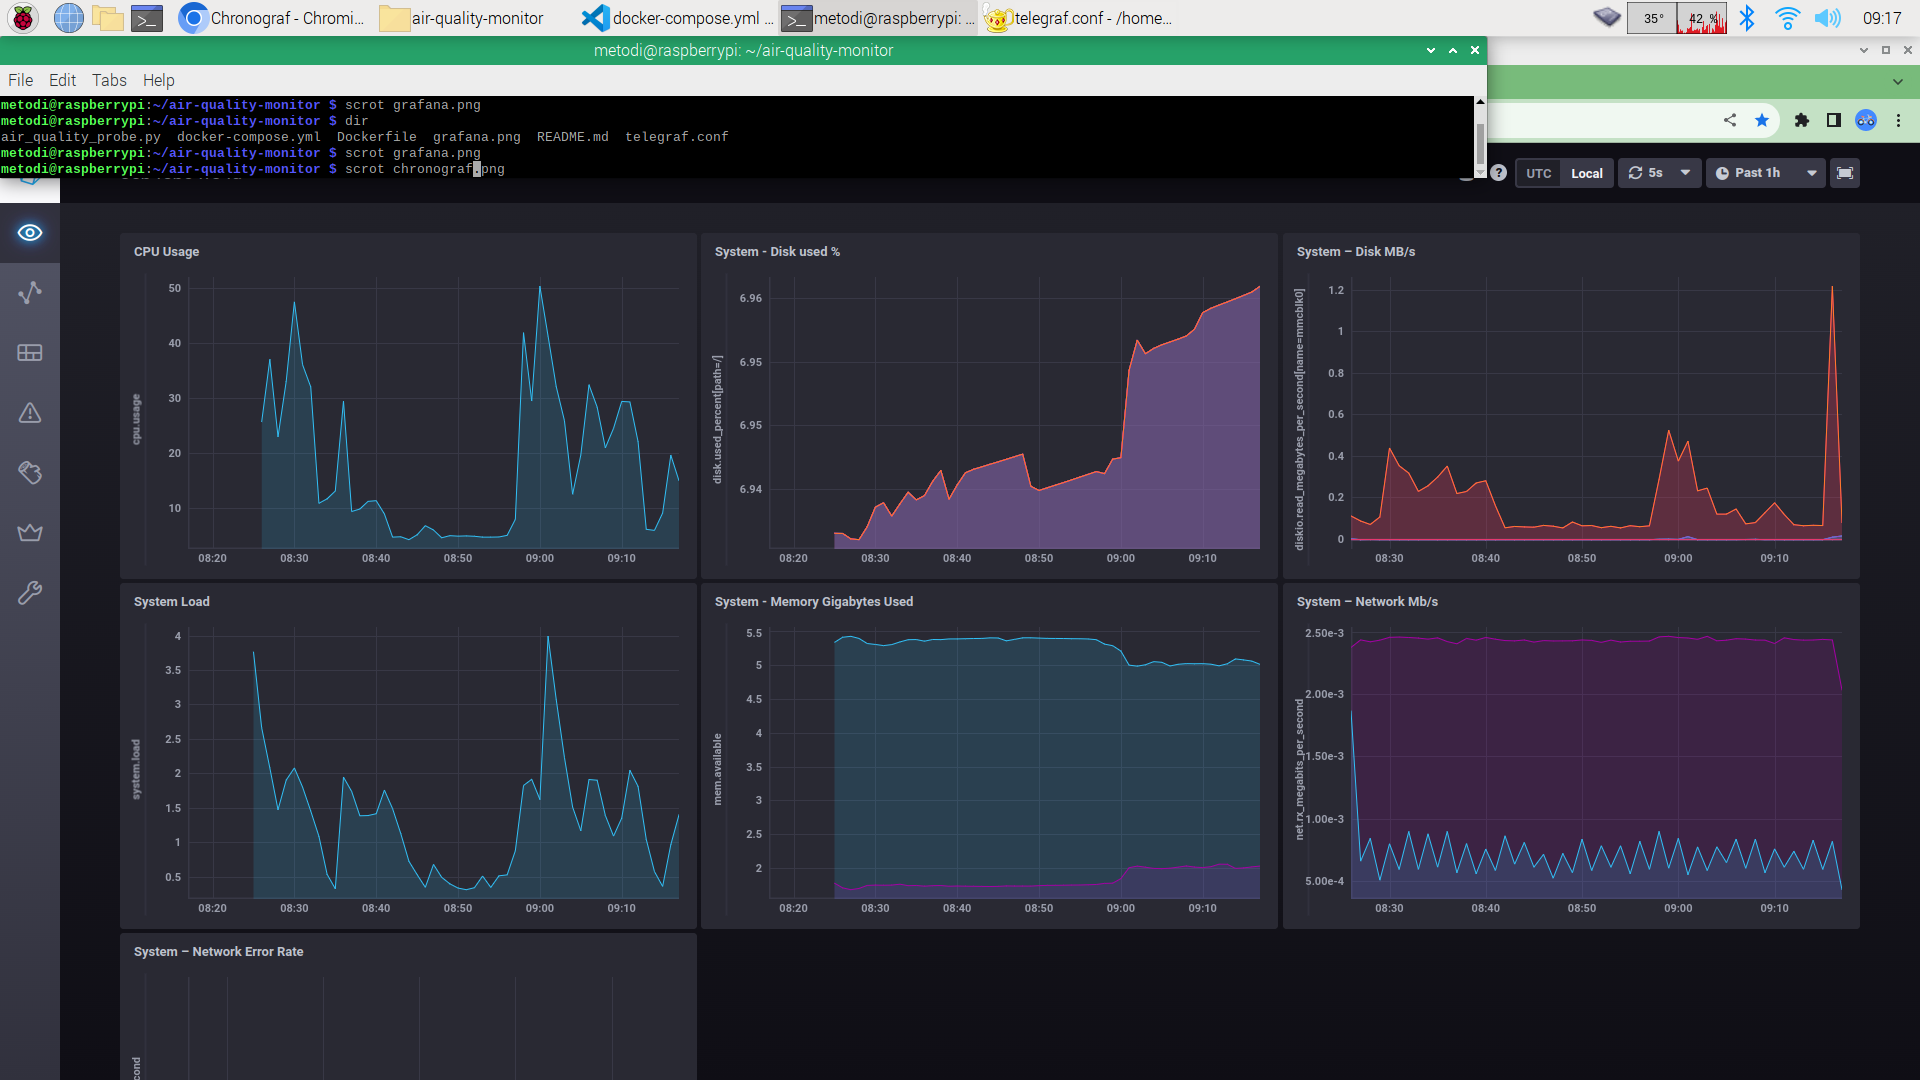 Chronograf - Chromi...
air-quality-monitor
docker-compose.yml ...
metodi@raspberrypi: ...
telegraf.conf - /home...
35°
42 %
09:17
metodi@raspberrypi: ~/air-quality-monitor
File Edit Tabs Help
metodi@raspberrypi:~/air-quality-monitor $ scrot grafana.png
metodi@raspberrypi:~/air-quality-monitor $ dir
air_quality_probe.py docker-compose.yml Dockerfile grafana.png README.md telegraf.conf
metodi@raspberrypi:~/air-quality-monitor $ scrot grafana.png
metodi@raspberrypi:~/air-quality-monitor $ scrot chronograf.png
UTC Local
5s
Past 1h
CPU Usage
cpu.usage
50
40
30
20
10
08:20 08:30 08:40 08:50 09:00 09:10
System - Disk used %
disk.used_percent[path=/]
6.96
6.95
6.95
6.94
08:20 08:30 08:40 08:50 09:00 09:10
System – Disk MB/s
diskio.read_megabytes_per_second[name=mmcblk0]
1.2
1
0.8
0.6
0.4
0.2
0
08:30 08:40 08:50 09:00 09:10
System Load
system.load
4
3.5
3
2.5
2
1.5
1
0.5
08:20 08:30 08:40 08:50 09:00 09:10
System - Memory Gigabytes Used
mem.available
5.5
5
4.5
4
3.5
3
2.5
2
08:20 08:30 08:40 08:50 09:00 09:10
System – Network Mb/s
net.rx_megabits_per_second
2.50e-3
2.00e-3
1.50e-3
1.00e-3
5.00e-4
08:30 08:40 08:50 09:00 09:10
System – Network Error Rate
cond